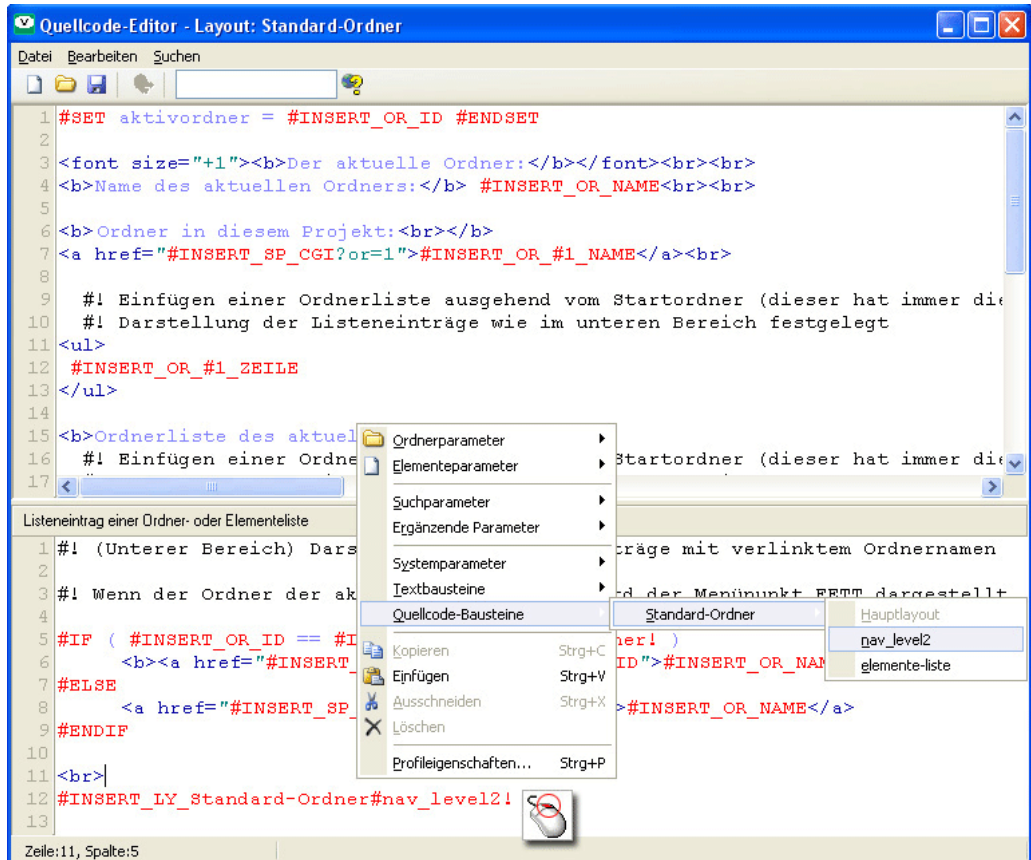 Quellcode-Editor - Layout: Standard-Ordner
Datei Bearbeiten Suchen
1 #SET aktivordner = #INSERT_OR_ID #ENDSET
2
3 <font size="+1"><b>Der aktuelle Ordner:</b></font><br><br>
4 <b>Name des aktuellen Ordners:</b> #INSERT_OR_NAME<br><br>
5
6 <b>Ordner in diesem Projekt:<br></b>
7 <a href="#INSERT_SP_CGI?or=1">#INSERT_OR_#1_NAME</a><br>
8
9 #! Einfügen einer Ordnerliste ausgehend vom Startordner (dieser hat immer die
10 #! Darstellung der Listeneinträge wie im unteren Bereich festgelegt
11 <ul>
12 #INSERT_OR_#1_ZEILE
13 </ul>
14
15 <b>Ordnerliste des aktuel
16 #! Einfügen einer Ordne Startordner (dieser hat immer die
17
Listeneintrag einer Ordner- oder Elementeliste
1 #! (Unterer Bereich) Dars träge mit verlinktem Ordnernamen
2
3 #! Wenn der Ordner der ak rd der Menüpunkt FETT dargestellt
4
5 #IF ( #INSERT_OR_ID == #I ner! )
6 <b><a href="#INSERT_ ID">#INSERT_OR_NAM
7 #ELSE
8 <a href="#INSERT_SP_ >#INSERT_OR_NAME</a>
9 #ENDIF
10
11 <br>
12 #INSERT_LY_Standard-Ordner#nav_level2!
13
Ordnerparameter
Elementeparameter
Suchparameter
Ergänzende Parameter
Systemparameter
Textbausteine
Quellcode-Bausteine
Kopieren Strg+C
Einfügen Strg+V
Ausschneiden Strg+X
Löschen
Profileigenschaften... Strg+P
Standard-Ordner
Hauptlayout
nav_level2
elemente-liste
Zeile:11, Spalte:5